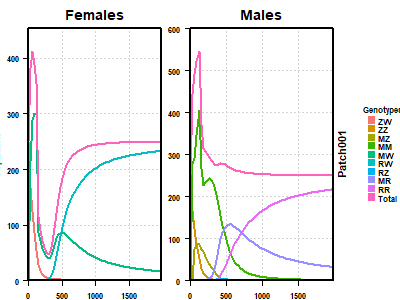 Females Males
600
400 500
300 400
300
200
200
100
100
0 0
0 500 1000 1500 0 500 1000 1500
Patch001
Genotypes
ZW
ZZ
MZ
MM
MW
RW
RZ
MR
RR
Total